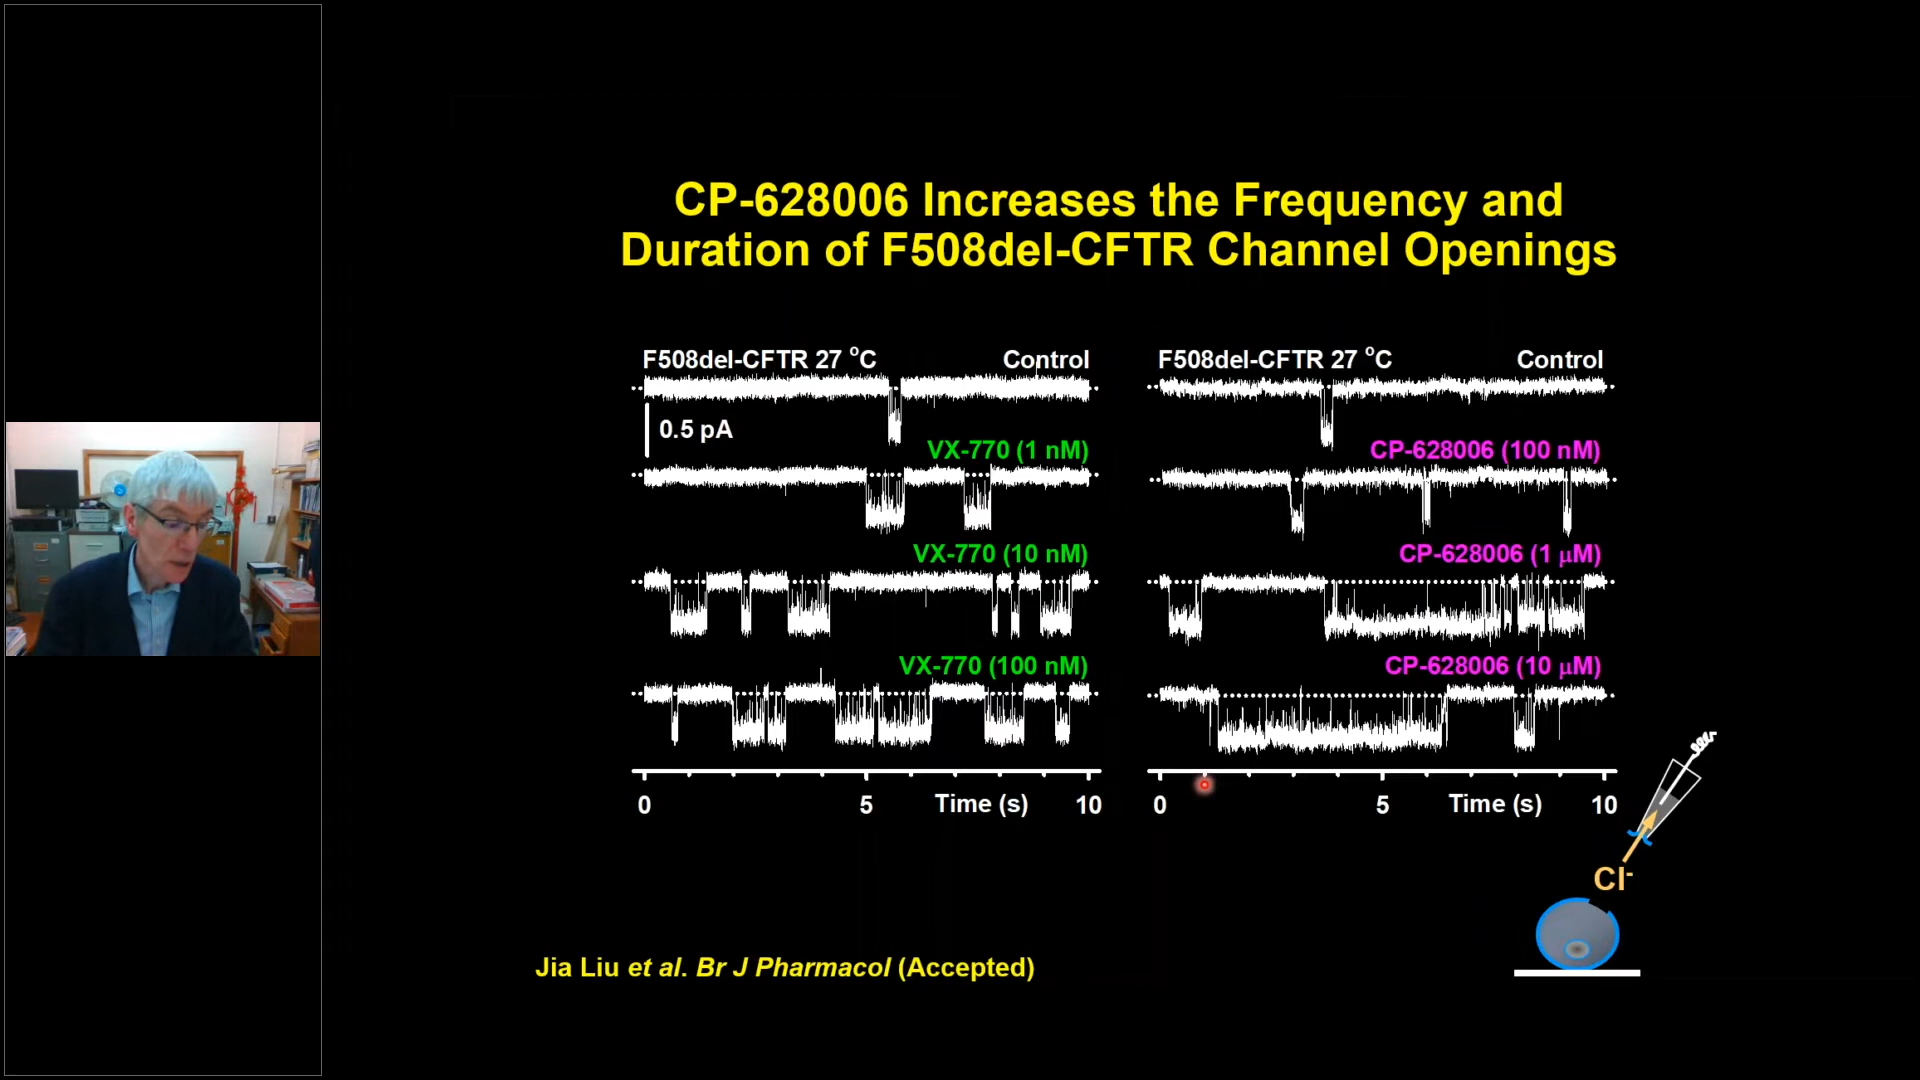 CP-628006 Increases the Frequency and
Duration of F508del-CFTR Channel Openings
F508del-CFTR 27 °C Control
0.5 pA
VX-770 (1 nM)
VX-770 (10 nM)
VX-770 (100 nM)
0 5 Time (s) 10
F508del-CFTR 27 °C Control
CP-628006 (100 nM)
CP-628006 (1 μM)
CP-628006 (10 μM)
0 5 Time (s) 10
Cl-
Jia Liu et al. Br J Pharmacol (Accepted)